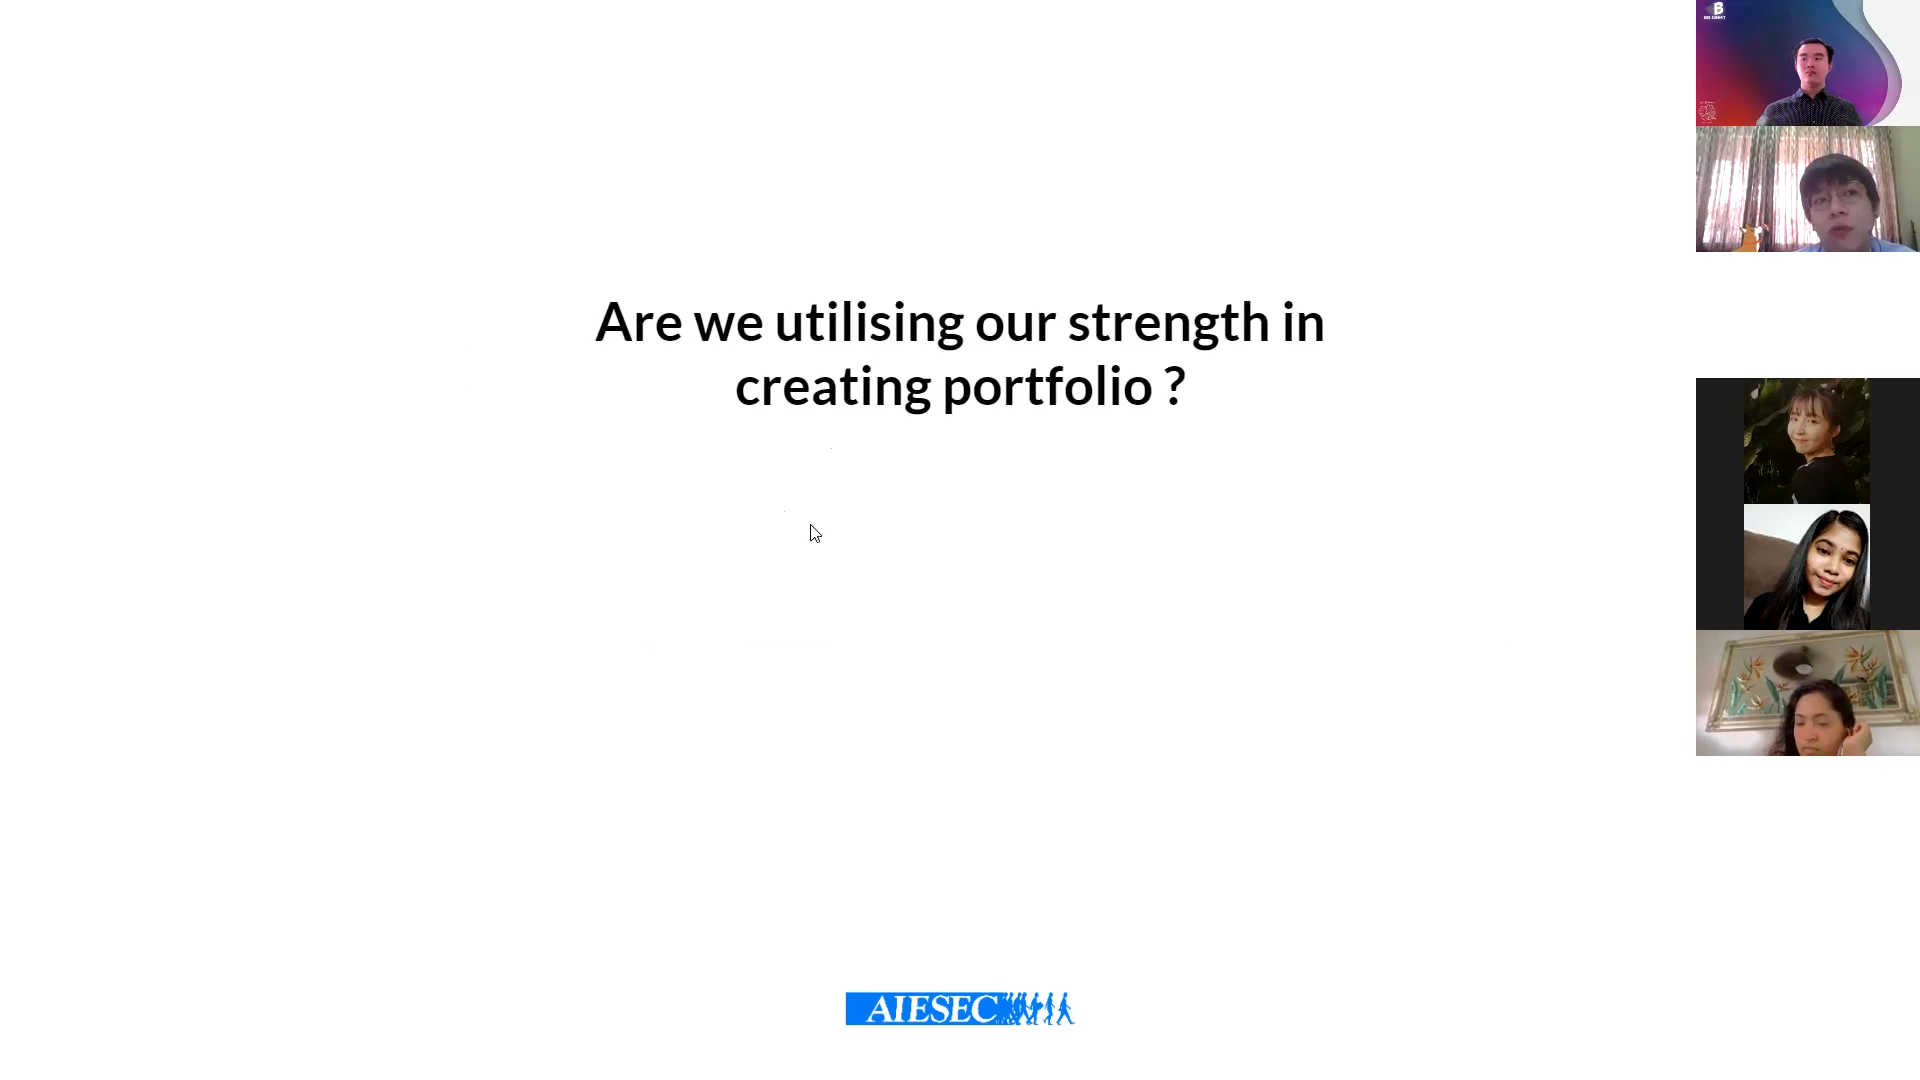 Are we utilising our strength in
creating portfolio ?
AIESEC
B